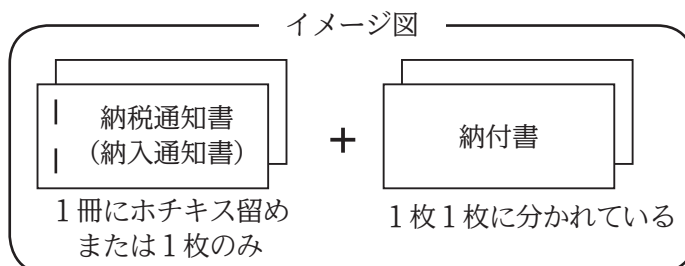 イメージ図
納税通知書
（納入通知書）
+
納付書
１冊にホチキス留め
または１枚のみ
１枚１枚に分かれている